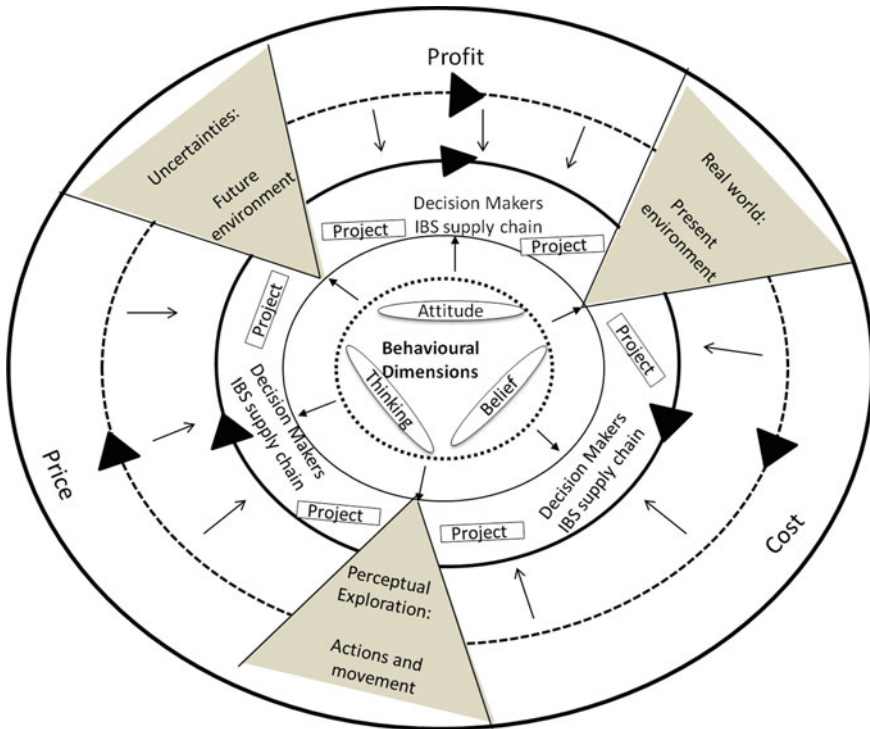 Profit
Uncertainties:
Future
environment
Real world:
Present
environment
Decision Makers
IBS supply chain
Project
Project
Project
Project
Attitude
Behavioural
Dimensions
Thinking
Belief
Decision Makers
IBS supply chain
Decision Makers
IBS supply chain
Price
Project
Project
Cost
Perceptual
Exploration:
Actions and
movement